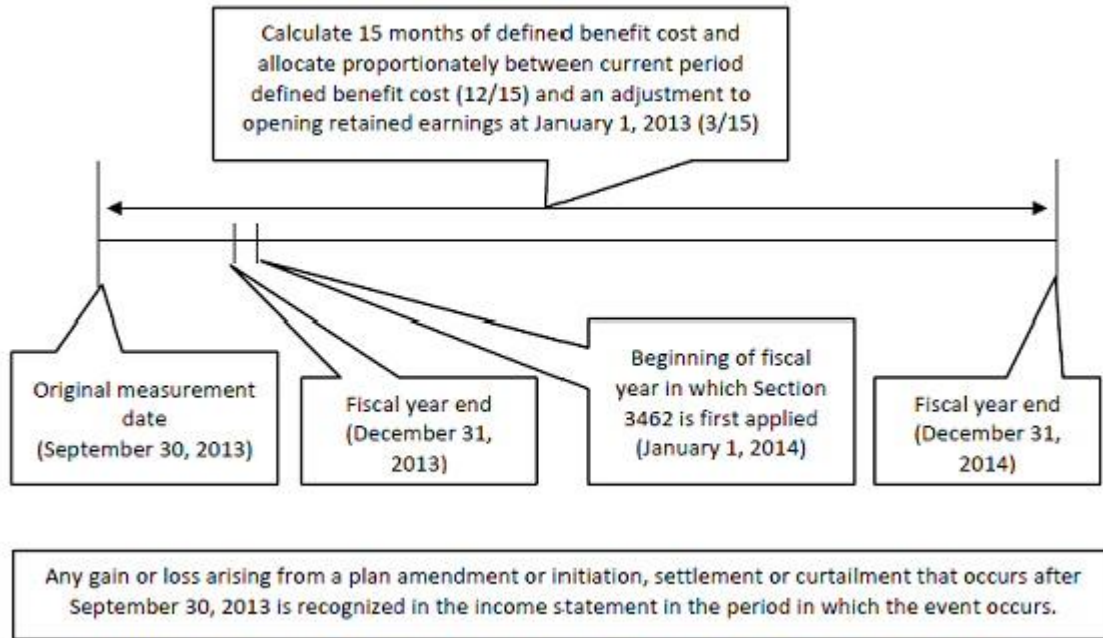 Calculate 15 months of defined benefit cost and
allocate proportionately between current period
defined benefit cost (12/15) and an adjustment to
opening retained earnings at January 1, 2013 (3/15)
Original measurement
date
(September 30, 2013)
Fiscal year end
(December 31,
2013)
Beginning of fiscal
year in which Section
3462 is first applied
(January 1, 2014)
Fiscal year end
(December 31,
2014)
Any gain or loss arising from a plan amendment or initiation, settlement or curtailment that occurs after
September 30, 2013 is recognized in the income statement in the period in which the event occurs.